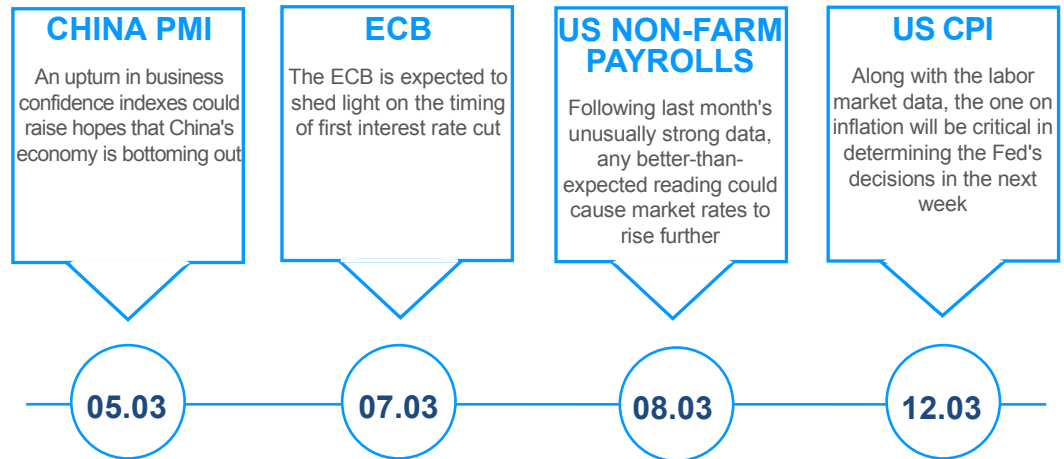 CHINA PMI
An upturn in business
confidence indexes could
raise hopes that China's
economy is bottoming out
ECB
The ECB is expected to
shed light on the timing
of first interest rate cut
US NON-FARM
PAYROLLS
Following last month's
unusually strong data,
any better-than-
expected reading could
cause market rates to
rise further
US CPI
Along with the labor
market data, the one on
inflation will be critical in
determining the Fed's
decisions in the next
week
05.03
07.03
08.03
12.03